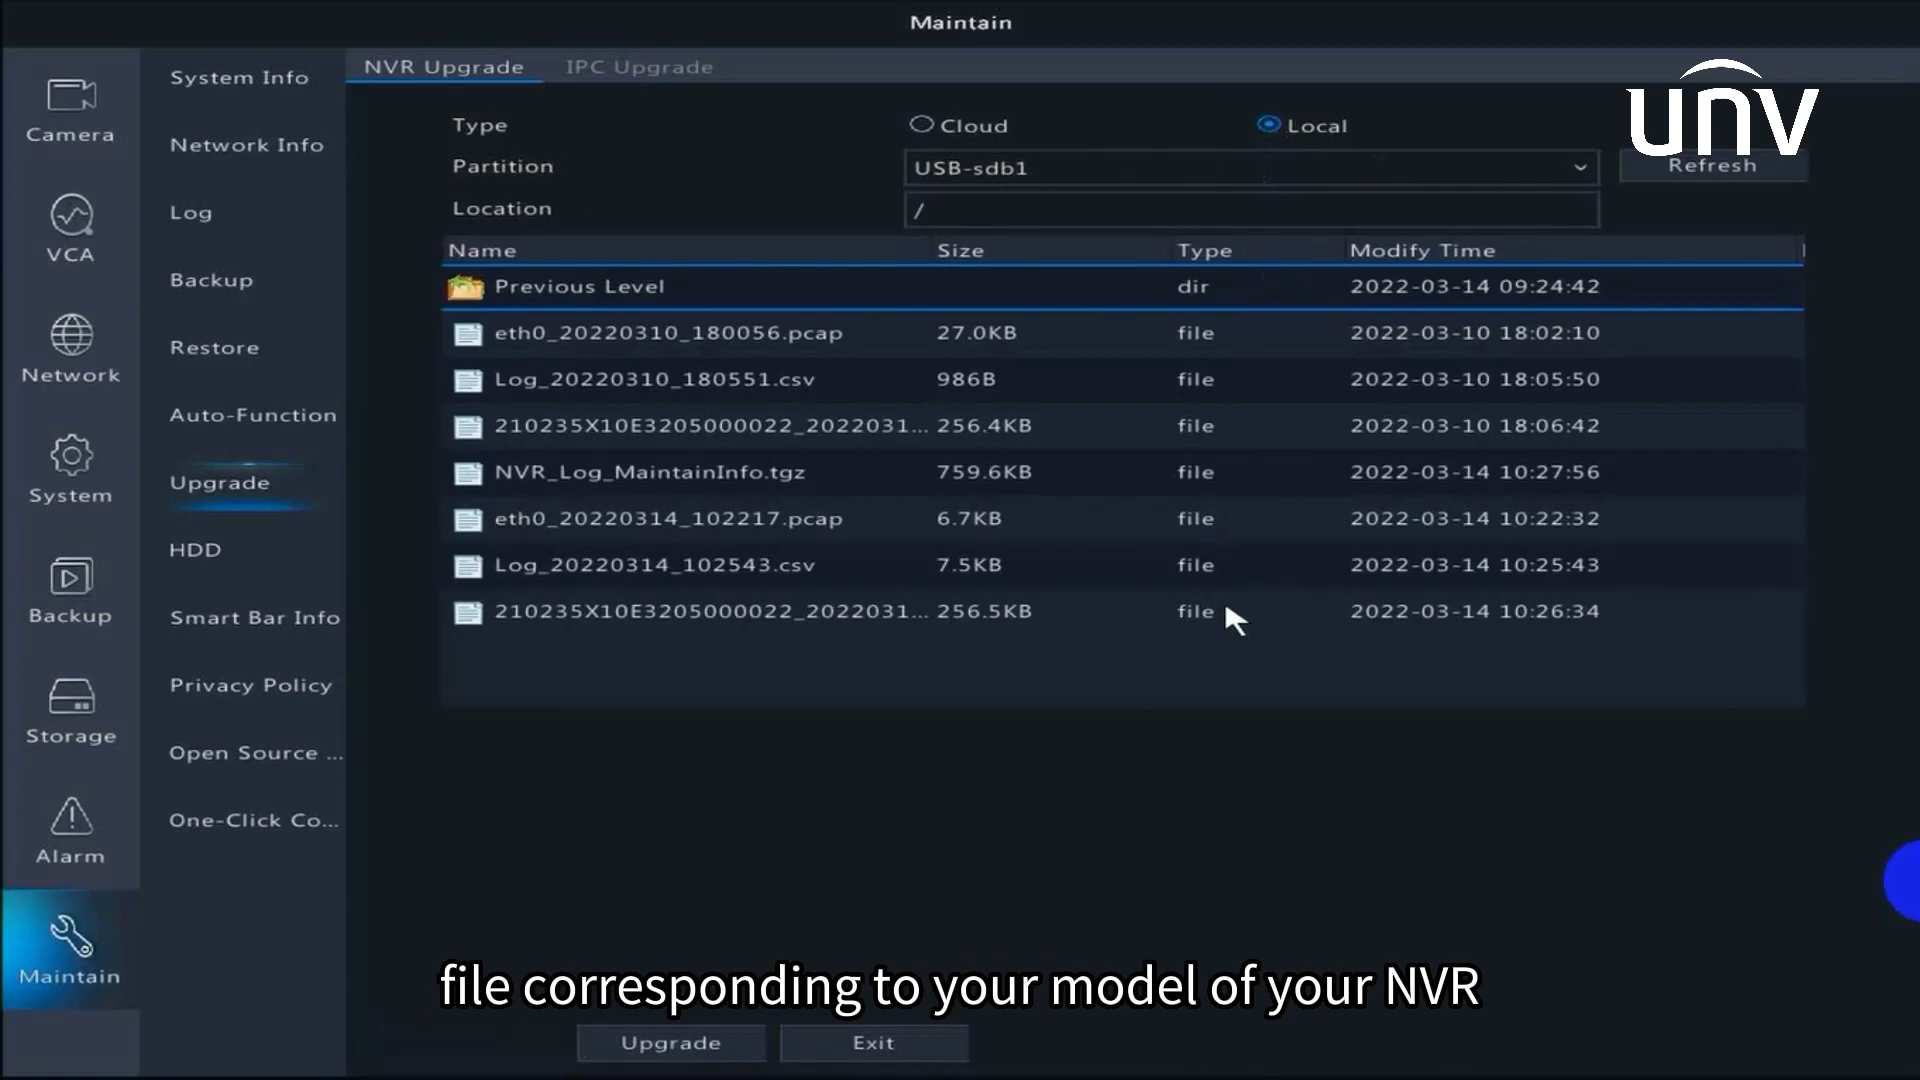 Maintain
unv
Camera
VCA
Network
System
Backup
Storage
Alarm
Maintain
System Info
Network Info
Log
Backup
Restore
Auto-Function
Upgrade
HDD
Smart Bar Info
Privacy Policy
Open Source ...
One-Click Co...
NVR Upgrade IPC Upgrade
Type Cloud Local
Partition USB-sdb1 Refresh
Location /
Name Size Type Modify Time
Previous Level dir 2022-03-14 09:24:42
eth0_20220310_180056.pcap 27.0KB file 2022-03-10 18:02:10
Log_20220310_180551.csv 986B file 2022-03-10 18:05:50
210235X10E3205000022_2022031... 256.4KB file 2022-03-10 18:06:42
NVR_Log_MaintainInfo.tgz 759.6KB file 2022-03-14 10:27:56
eth0_20220314_102217.pcap 6.7KB file 2022-03-14 10:22:32
Log_20220314_102543.csv 7.5KB file 2022-03-14 10:25:43
210235X10E3205000022_2022031... 256.5KB file 2022-03-14 10:26:34
file corresponding to your model of your NVR
Upgrade Exit